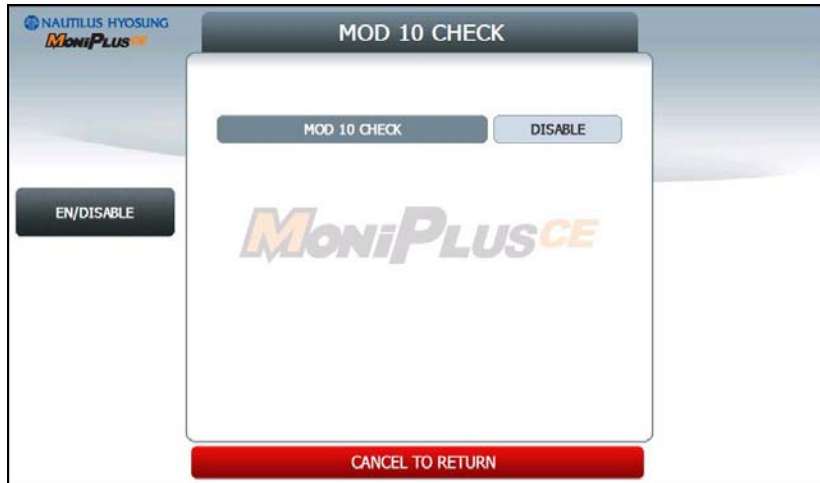 NAUTILUS HYOSUNG
MONiPLUSCE
MOD 10 CHECK
MOD 10 CHECK DISABLE
EN/DISABLE
MONiPLUSCE
CANCEL TO RETURN